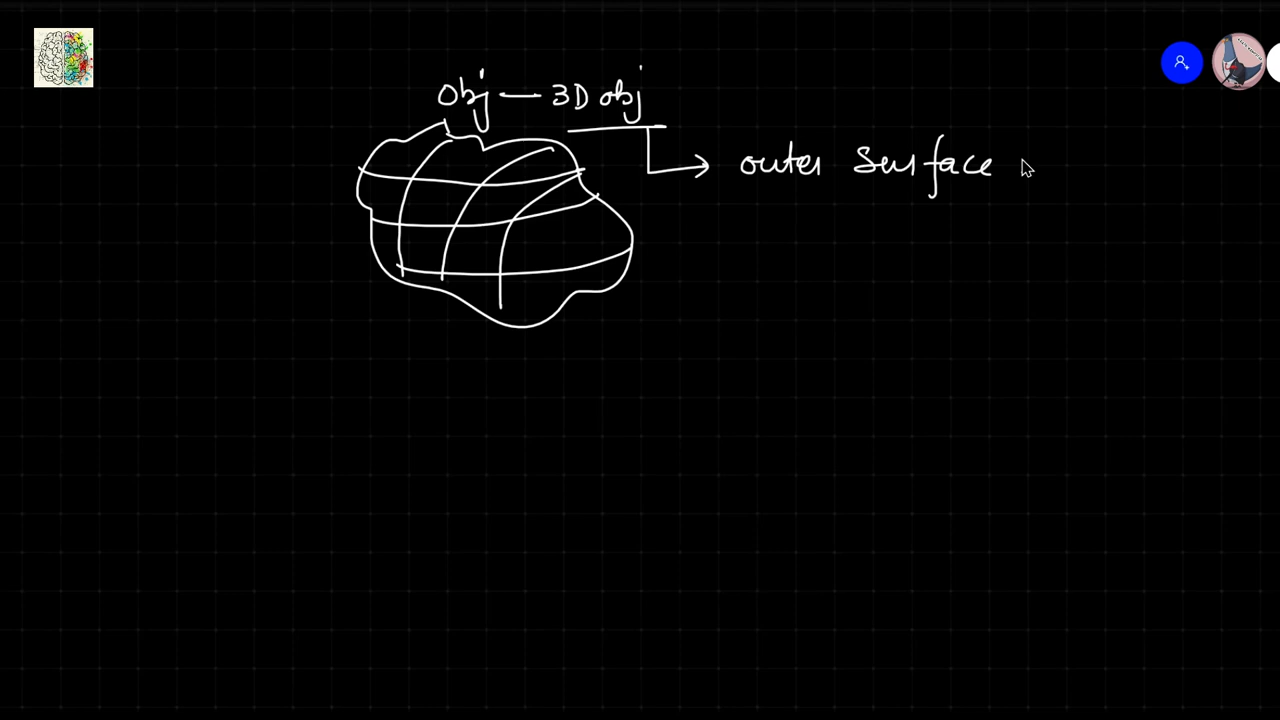 Obj — 3D obj
outer surface